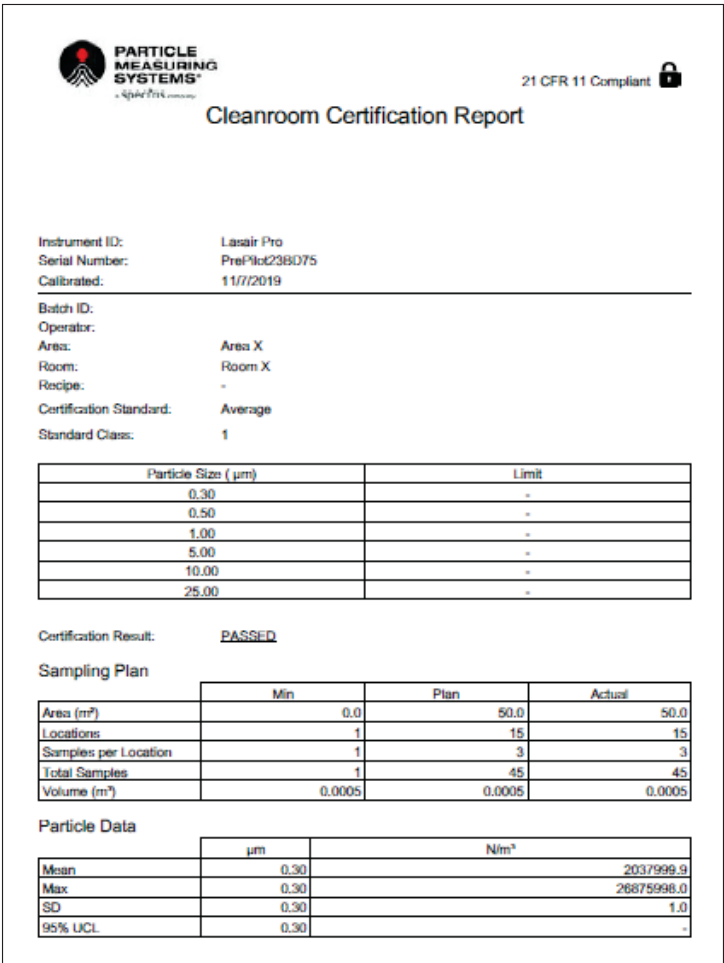 PARTICLE
MEASURING
SYSTEMS®
a spectris company
21 CFR 11 Compliant
Cleanroom Certification Report
Instrument ID: Lasair Pro
Serial Number: PrePilot23BD75
Calibrated: 11/7/2019
Batch ID:
Operator:
Area: Area X
Room: Room X
Recipe: -
Certification Standard: Average
Standard Class: 1
Particle Size ( µm) Limit
0.30 -
0.50 -
1.00 -
5.00 -
10.00 -
25.00 -
Certification Result: PASSED
Sampling Plan
Min Plan Actual
Area (m²) 0.0 50.0 50.0
Locations 1 15 15
Samples per Location 1 3 3
Total Samples 1 45 45
Volume (m³) 0.0005 0.0005 0.0005
Particle Data
µm N/m³
Mean 0.30 2037999.9
Max 0.30 26875998.0
SD 0.30 1.0
95% UCL 0.30 -